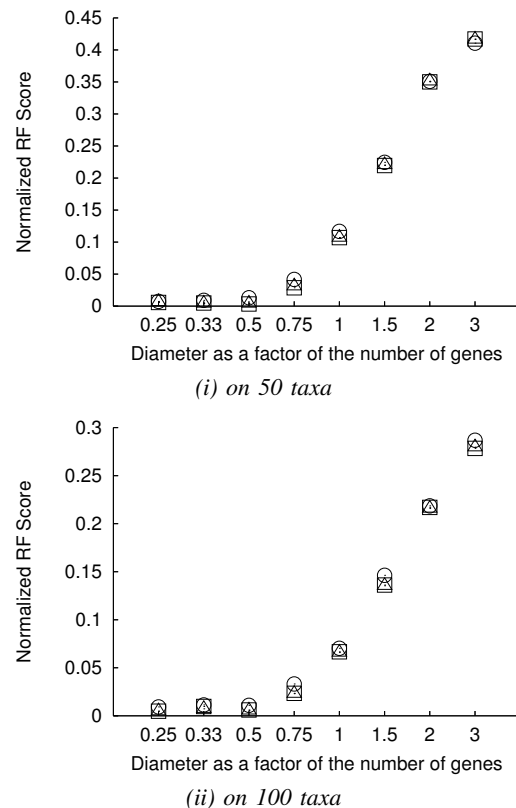 0.45
0.4
0.35
0.3
0.25
0.2
0.15
0.1
0.05
0
Normalized RF Score
0.25 0.33 0.5 0.75 1 1.5 2 3
Diameter as a factor of the number of genes
(i) on 50 taxa
0.3
0.25
0.2
0.15
0.1
0.05
0
Normalized RF Score
0.25 0.33 0.5 0.75 1 1.5 2 3
Diameter as a factor of the number of genes
(ii) on 100 taxa